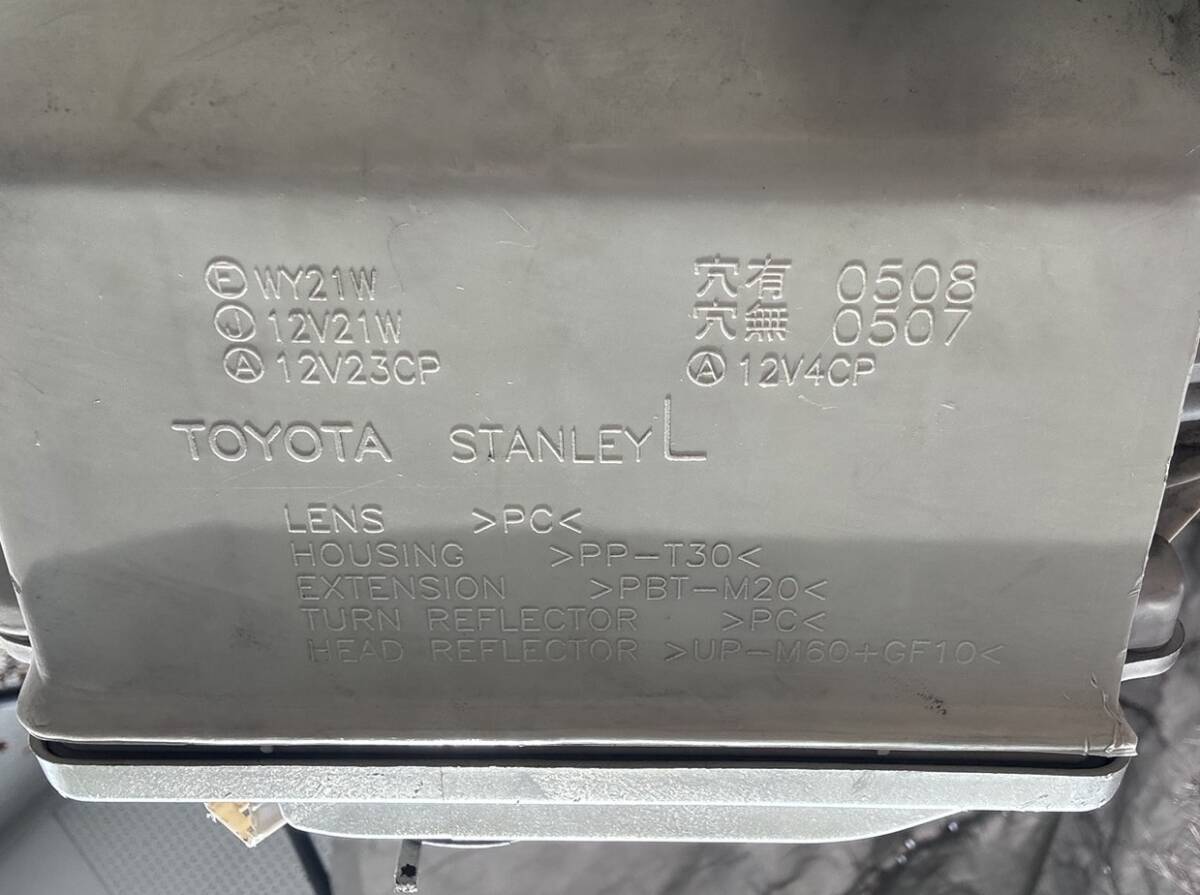 Ⓔ WY21W
Ⓙ 12V21W
Ⓐ 12V23CP
穴有 0508
穴無 0507
Ⓐ 12V4CP
TOYOTA STANLEY L
LENS >PC<
HOUSING >PP-T30<
EXTENSION >PBT-M20<
TURN REFLECTOR >PC<
HEAD REFLECTOR >UP-M60+GF10<